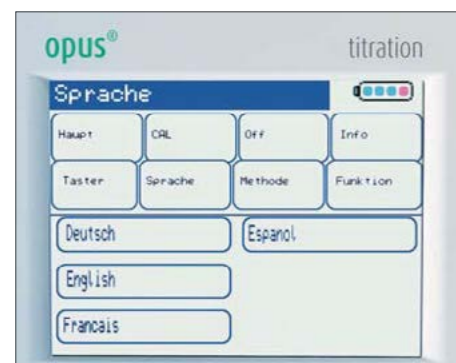 opus® titration
Sprache
Haupt CAL Off Info
Taster Sprache Methode Funktion
Deutsch Espanol
English
Francais